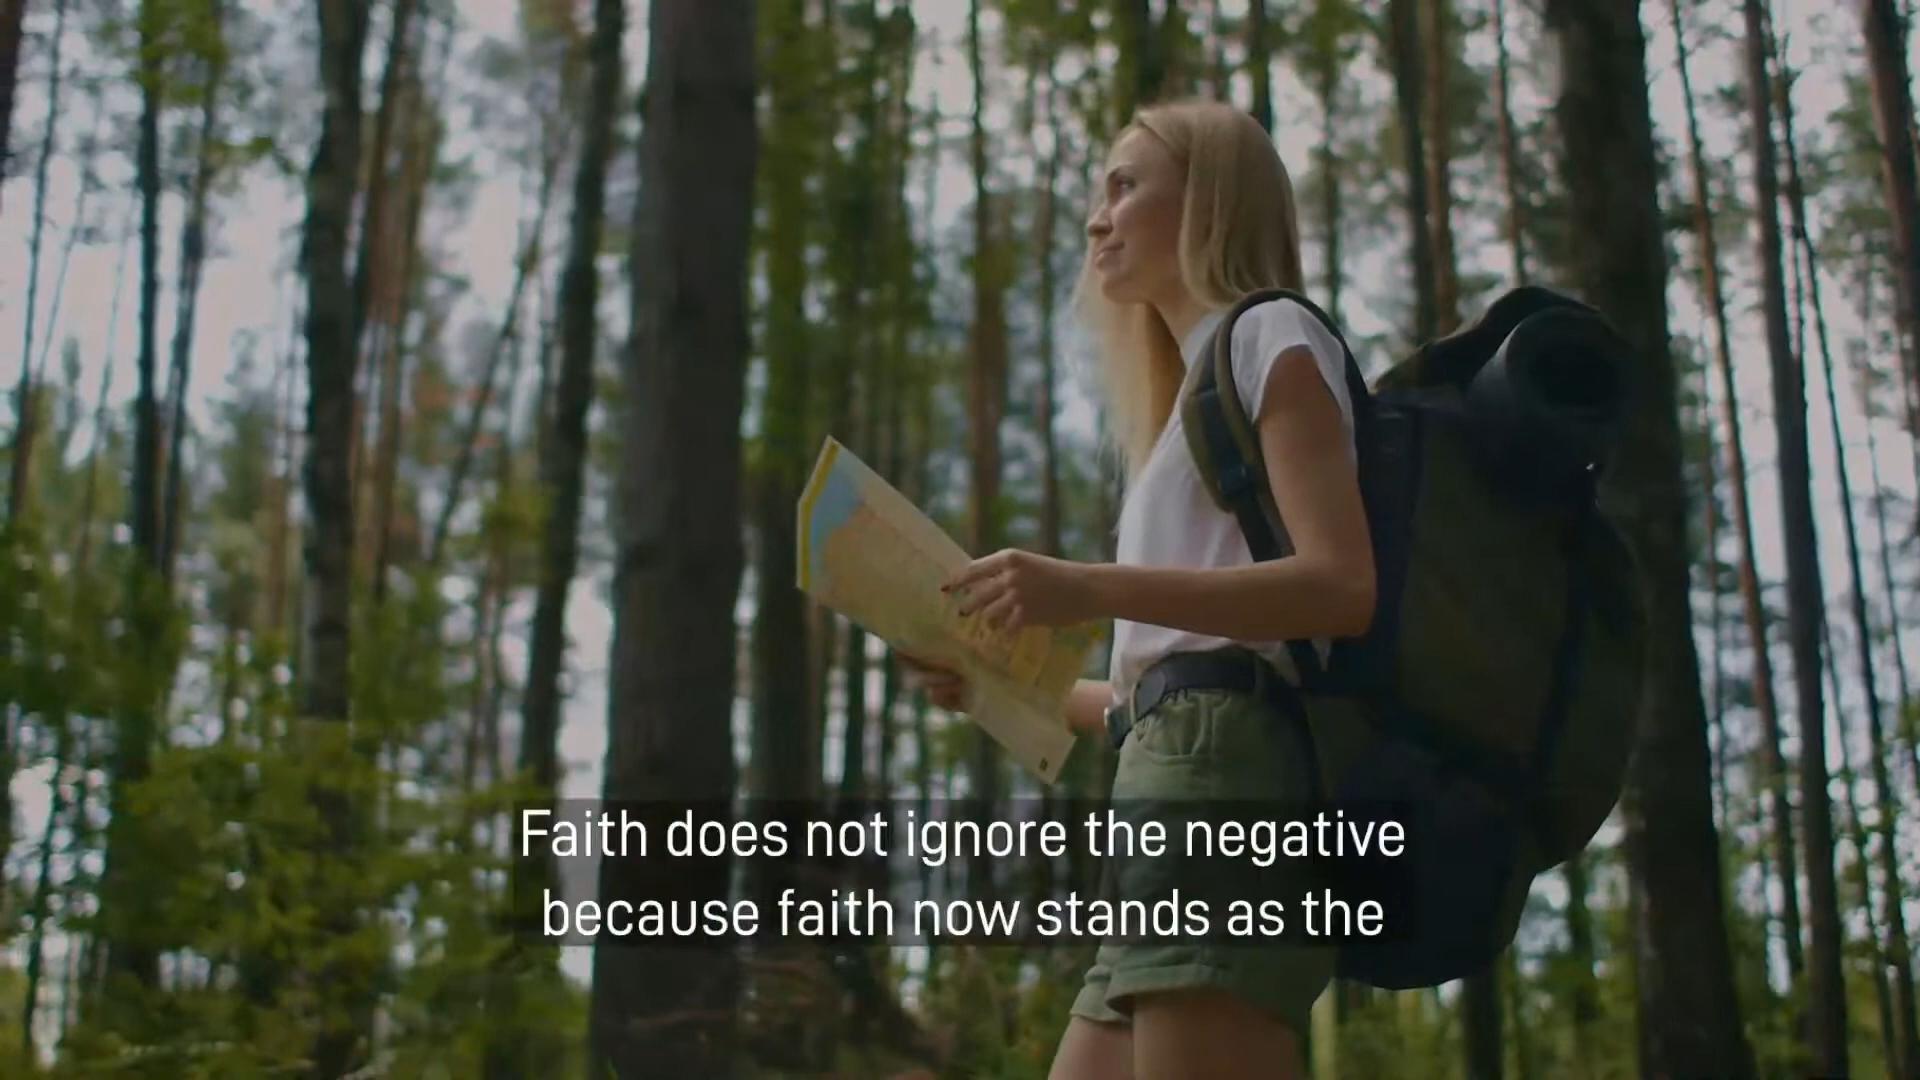 Faith does not ignore the negative
because faith now stands as the